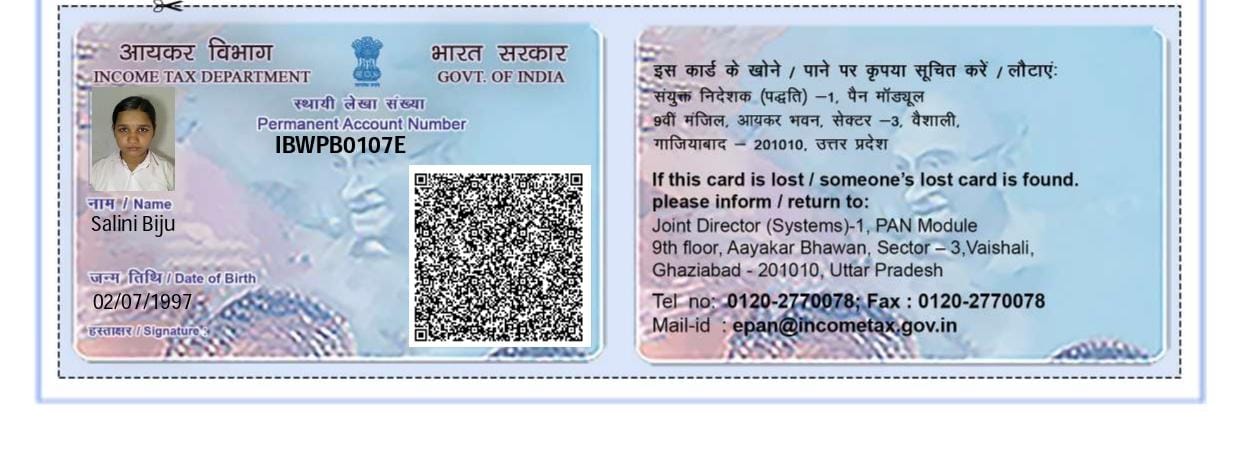 आयकर विभाग
INCOME TAX DEPARTMENT
भारत सरकार
GOVT. OF INDIA
स्थायी लेखा संख्या
Permanent Account Number
IBWPB0107E
नाम / Name
Salini Biju
जन्म तिथि / Date of Birth
02/07/1997
हस्ताक्षर / Signature :
इस कार्ड के खोने / पाने पर कृपया सूचित करें / लौटाएं:
संयुक्त निदेशक (पद्धति) –1, पैन मॉड्यूल
9वीं मंजिल, आयकर भवन, सेक्टर –3, वैशाली,
गाजियाबाद – 201010, उत्तर प्रदेश
If this card is lost / someone's lost card is found.
please inform / return to:
Joint Director (Systems)-1, PAN Module
9th floor, Aayakar Bhawan, Sector – 3,Vaishali,
Ghaziabad - 201010, Uttar Pradesh
Tel no: 0120-2770078; Fax : 0120-2770078
Mail-id : epan@incometax.gov.in